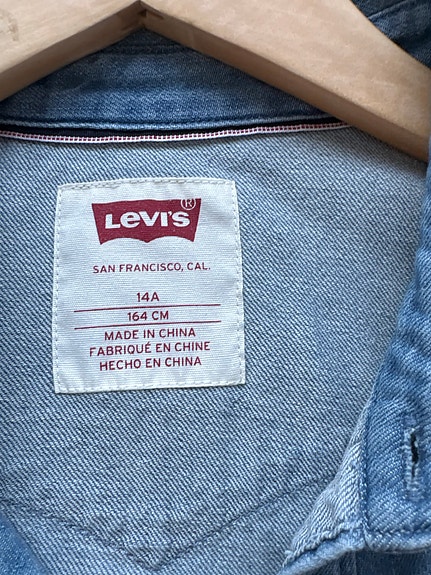 Levi's®
SAN FRANCISCO, CAL.
14A
164 CM
MADE IN CHINA
FABRIQUÉ EN CHINE
HECHO EN CHINA